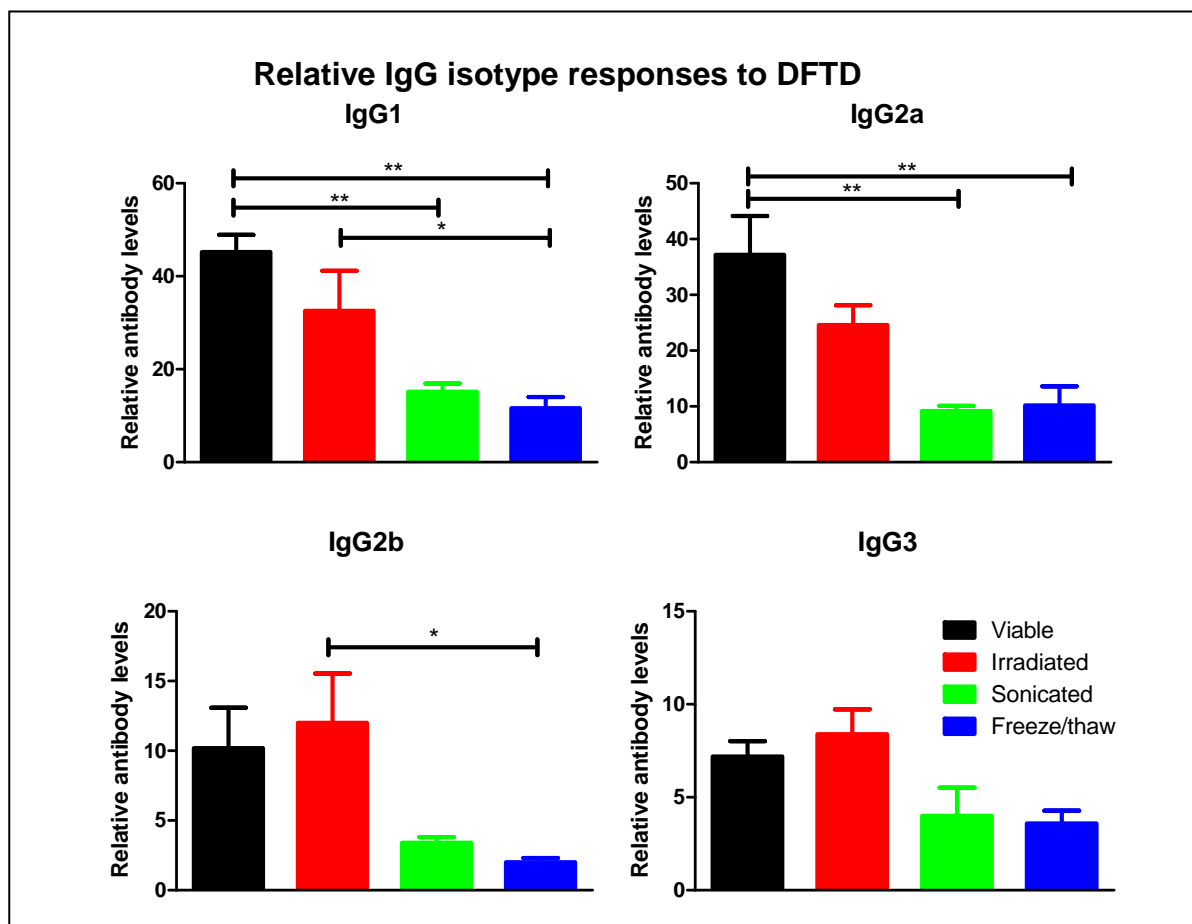 Relative IgG isotype responses to DFTD
IgG1
**
**
*
Relative antibody levels
60
40
20
0
IgG2a
**
**
Relative antibody levels
50
40
30
20
10
0
IgG2b
*
Relative antibody levels
20
15
10
5
0
IgG3
Relative antibody levels
15
10
5
0
Viable
Irradiated
Sonicated
Freeze/thaw